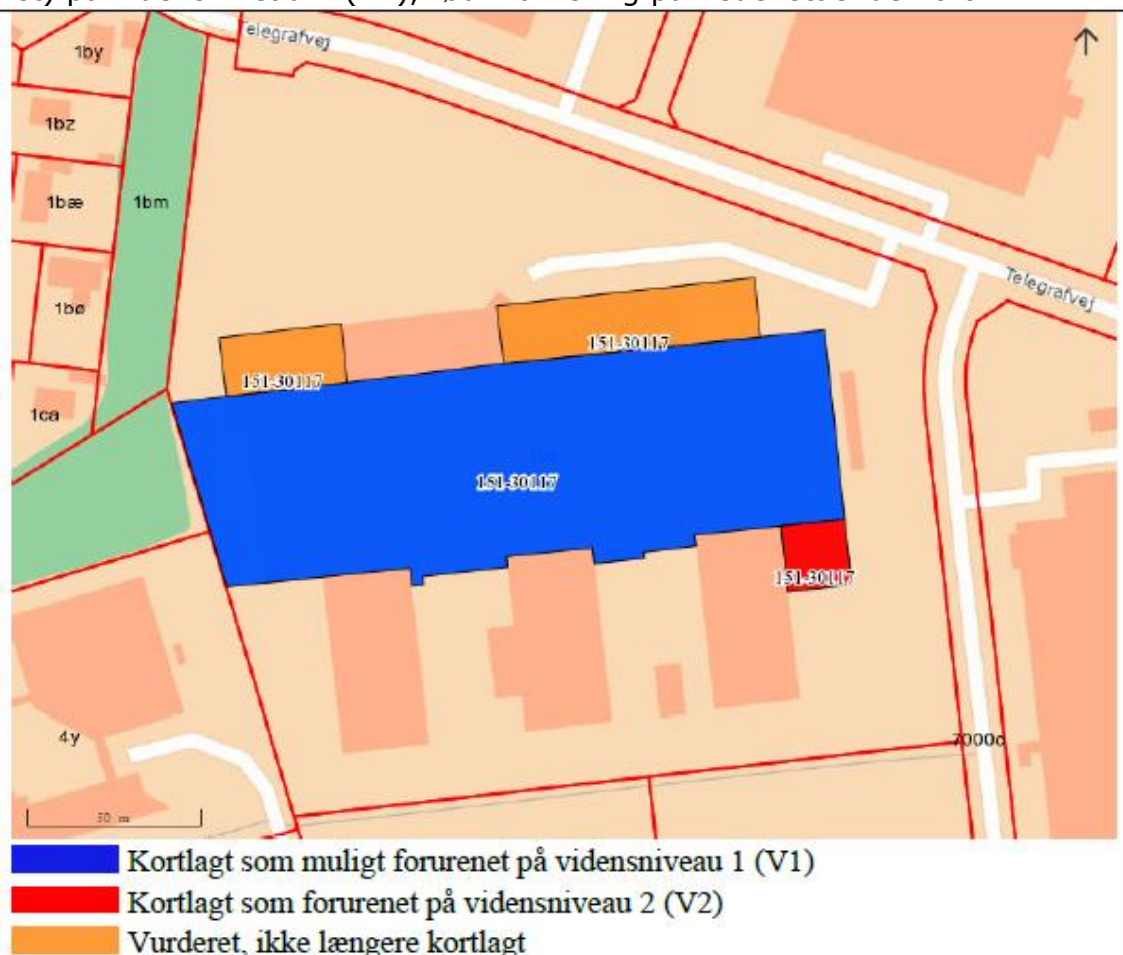 Telegrafvej
1by
1bz
1bæ
1bm
1bø
Telegrafvej
151-30117
151-30117
1ca
151-30117
151-30117
4y
7000c
50 m
Kortlagt som muligt forurenet på vidensniveau 1 (V1)
Kortlagt som forurenet på vidensniveau 2 (V2)
Vurderet, ikke længere kortlagt